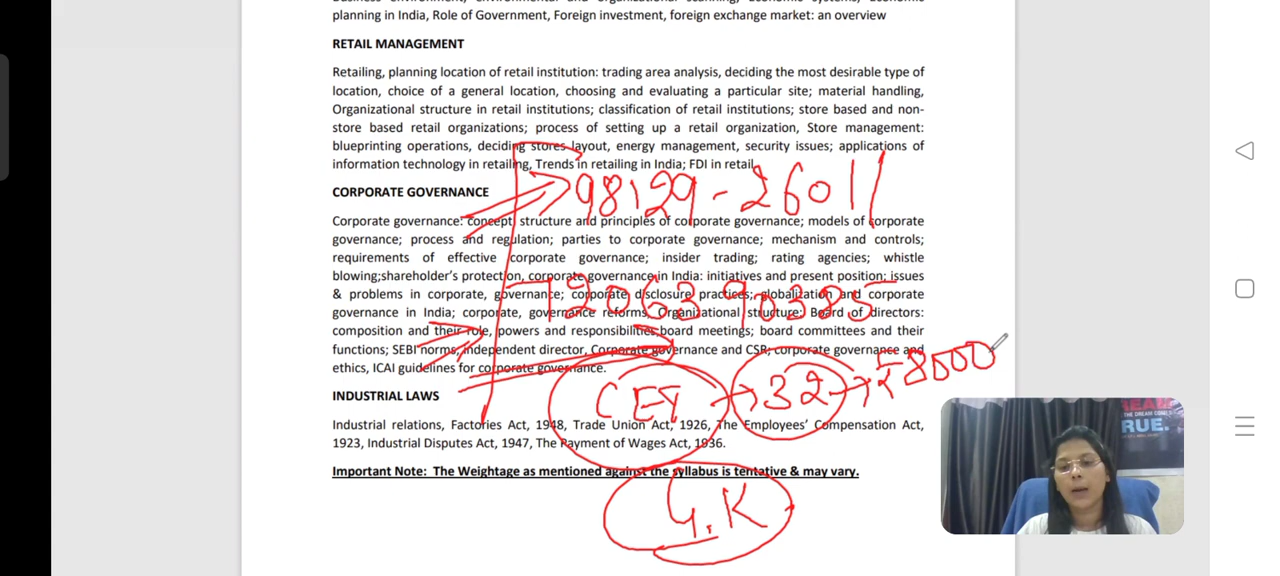 planning in India, Role of Government, Foreign investment, foreign exchange market: an overview
RETAIL MANAGEMENT
Retailing, planning location of retail institution: trading area analysis, deciding the most desirable type of
location, choice of a general location, choosing and evaluating a particular site; material handling,
Organizational structure in retail institutions; classification of retail institutions; store based and non-
store based retail organizations; process of setting up a retail organization, Store management:
blueprinting operations, deciding stores layout, energy management, security issues; applications of
information technology in retailing, Trends in retailing in India; FDI in retail
98129-26011
CORPORATE GOVERNANCE
Corporate governance: concept, structure and principles of corporate governance; models of corporate
governance; process and regulation; parties to corporate governance; mechanism and controls;
requirements of effective corporate governance; insider trading; rating agencies; whistle
blowing;shareholder's protection, corporate governance in India: initiatives and present position; issues
& problems in corporate, governance; corporate disclosure practices; globalization and corporate
7206390385
governance in India; corporate, governance reforms, Organizational structure: Board of directors:
composition and their role, powers and responsibilities;board meetings; board committees and their
functions; SEBI norms, independent director, Corporate governance and CSR; corporate governance and
ethics, ICAI guidelines for corporate governance.
CET → 32 →
INDUSTRIAL LAWS
Industrial relations, Factories Act, 1948, Trade Union Act, 1926, The Employees' Compensation Act,
1923, Industrial Disputes Act, 1947, The Payment of Wages Act, 1936.
Important Note: The Weightage as mentioned against the syllabus is tentative & may vary.
G.K
THE DREAM COMES
RUE.